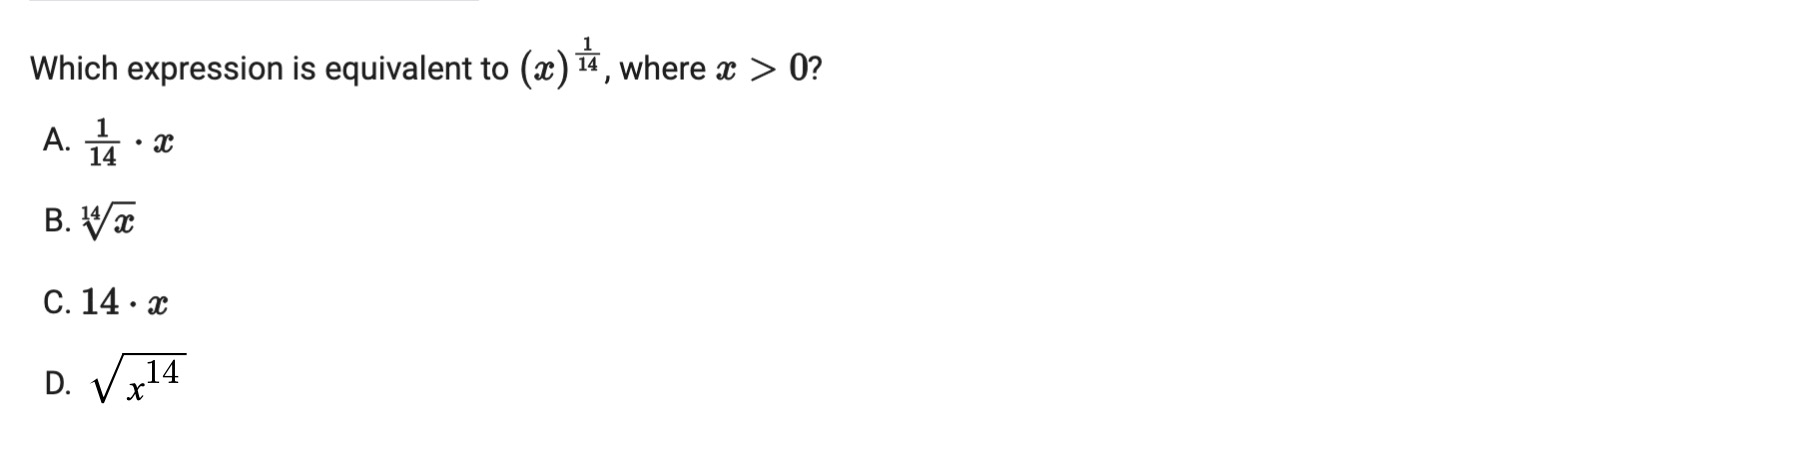 Which expression is equivalent to $(x)^{\frac{1}{14}}$, where $x > 0$?
A. $\frac{1}{14} \cdot x$
B. $\sqrt[14]{x}$
C. $14 \cdot x$
D. $\sqrt{x^{14}}$